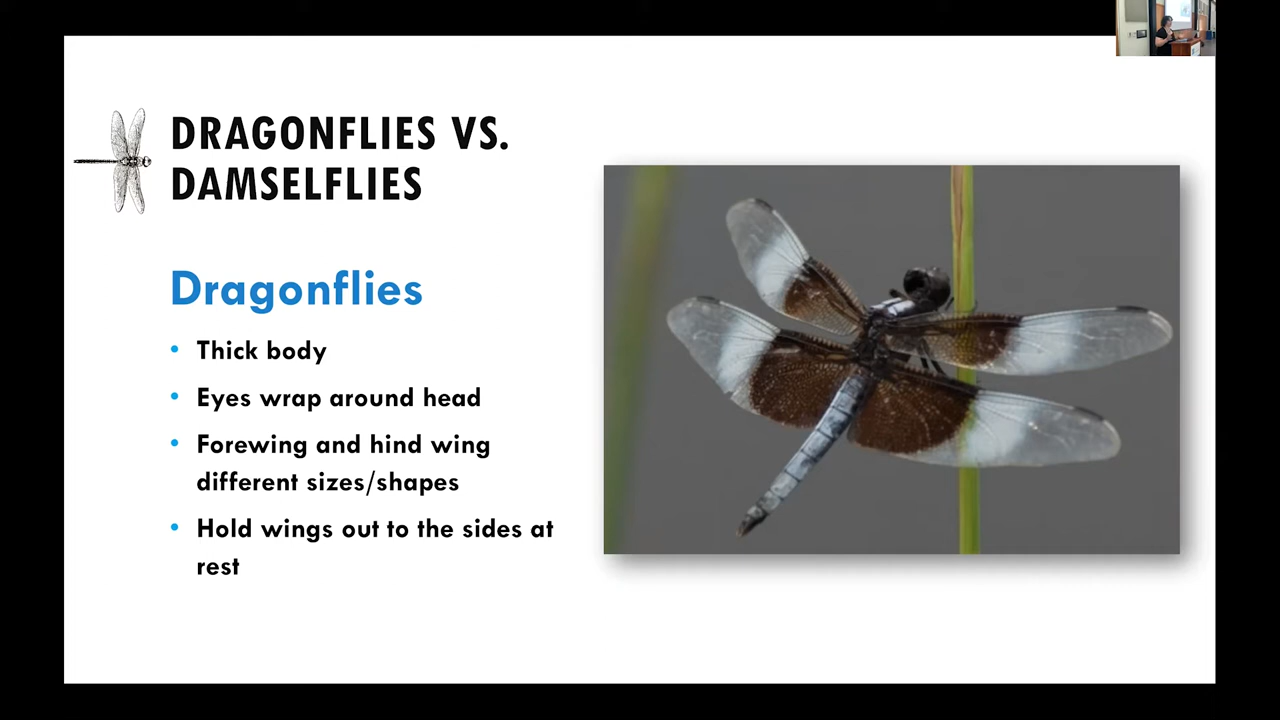 DRAGONFLIES VS.
DAMSELFLIES
Dragonflies
• Thick body
• Eyes wrap around head
• Forewing and hind wing
different sizes/shapes
• Hold wings out to the sides at
rest